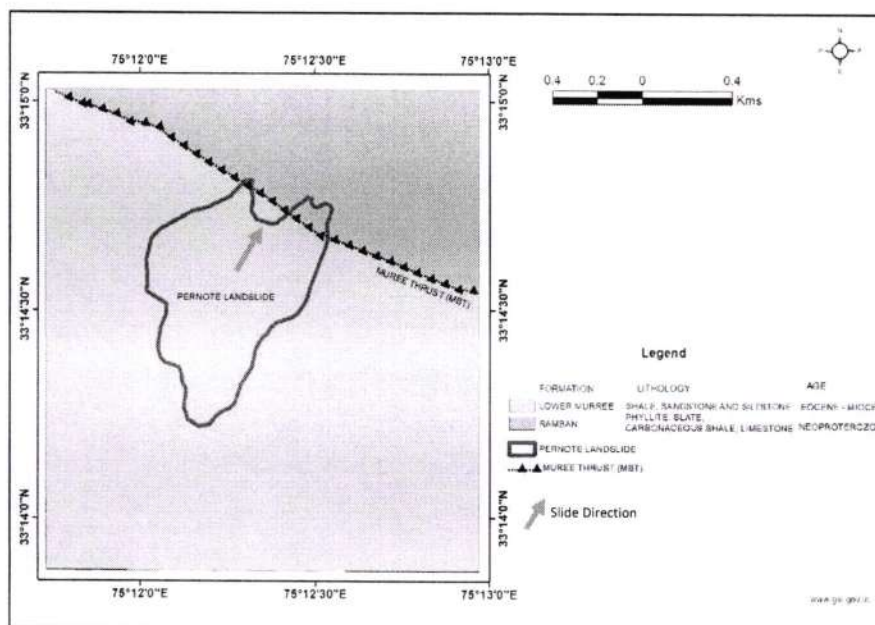 75°12'0"E
75°12'30"E
75°13'0"E
N
0.4 0.2 0 0.4
Kms
33°15'0"N
33°15'0"N
MUREE THRUST (MBT)
PERNOTE LANDSLIDE
33°14'30"N
33°14'30"N
33°14'0"N
33°14'0"N
75°12'0"E
75°12'30"E
75°13'0"E
Legend
FORMATION LITHOLOGY AGE
LOWER MURREE SHALE, SANDSTONE AND SILTSTONE EOCENE - MIOCE
RAMBAN PHYLLITE, SLATE,
CARBONACEOUS SHALE, LIMESTONE NEOPROTEROZO
PERNOTE LANDSLIDE
MUREE THRUST (MBT)
Slide Direction